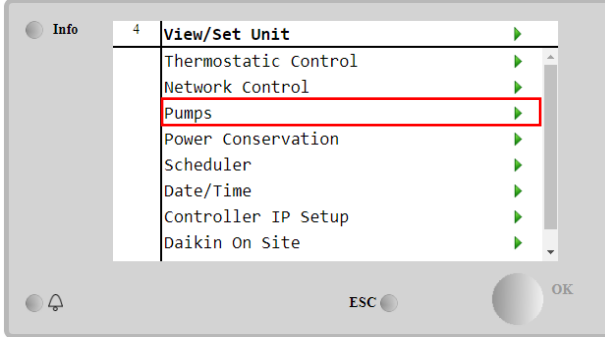 Info
4 View/Set Unit
Thermostatic Control
Network Control
Pumps
Power Conservation
Scheduler
Date/Time
Controller IP Setup
Daikin On Site
ESC
OK